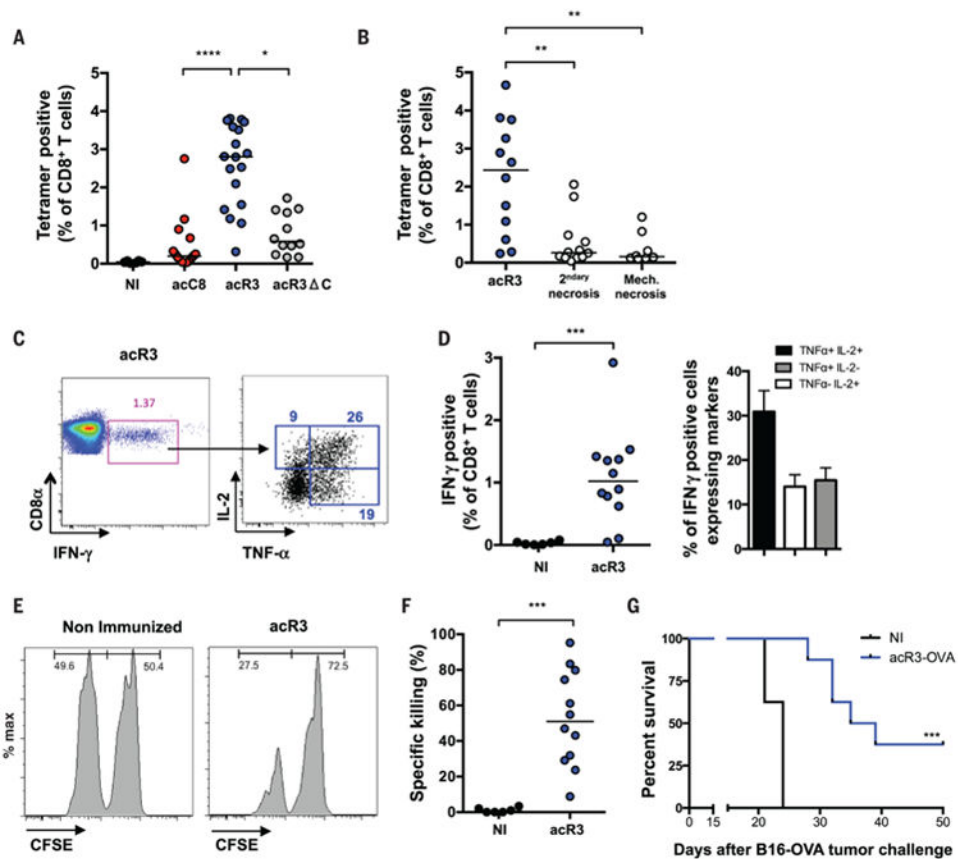 A
**** *
Tetramer positive
(% of CD8+ T cells)
5
4
3
2
1
0
NI acC8 acR3 acR3 Δ C
B
**
**
Tetramer positive
(% of CD8+ T cells)
5
4
3
2
1
0
acR3 2ndary necrosis Mech. necrosis
C
acR3
1.37
CD8α
IFN-γ
9 26
19
IL-2
TNF-α
D
***
IFNγ positive
(% of CD8+ T cells)
3
2
1
0
NI acR3
TNFα+ IL-2+
TNFα+ IL-2-
TNFα- IL-2+
% of IFNγ positive cells
expressing markers
40
30
20
10
0
E
Non Immunized acR3
49.6 50.4
27.5 72.5
% max
CFSE CFSE
F
***
Specific killing (%)
100
80
60
40
20
0
NI acR3
G
NI
acR3-OVA
***
Percent survival
100
50
0
0 15 20 30 40 50
Days after B16-OVA tumor challenge